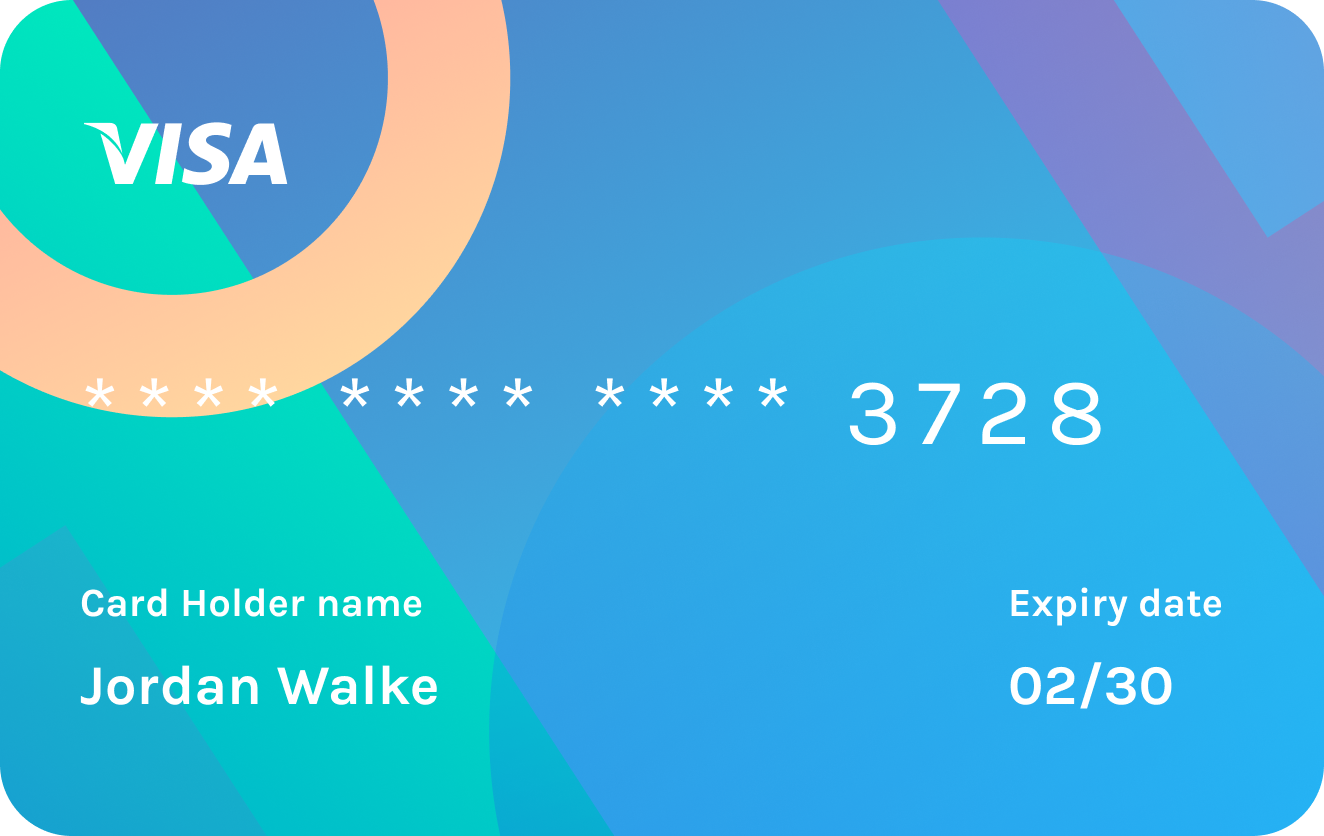 VISA
**** **** **** 3728
Card Holder name
Expiry date
Jordan Walke
02/30